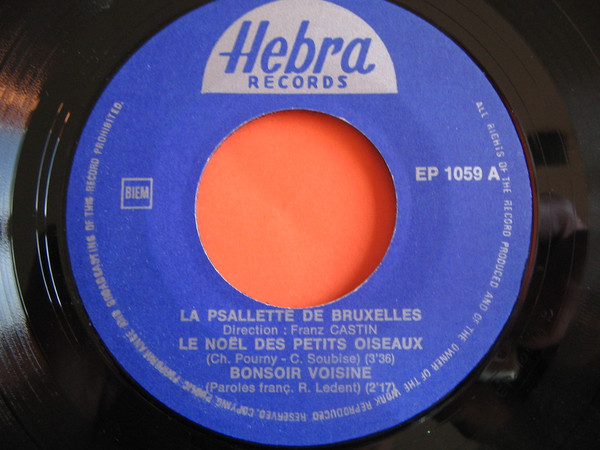 Hebra
RECORDS
EP 1059 A
BIEM
LA PSALLETTE DE BRUXELLES
Direction : Franz CASTIN
LE NOËL DES PETITS OISEAUX
(Ch. Pourny - C. Soubise) (3'36)
BONSOIR VOISINE
(Paroles franç. R. Ledent) (2'17)
ALL RIGHTS OF THE RECORD PRODUCED AND OF THE OWNER OF THE WORK REPRODUCED RESERVED. COPYING PUBLIC PERFORMANCE AND BROADCASTING OF THIS RECORD PROHIBITED.